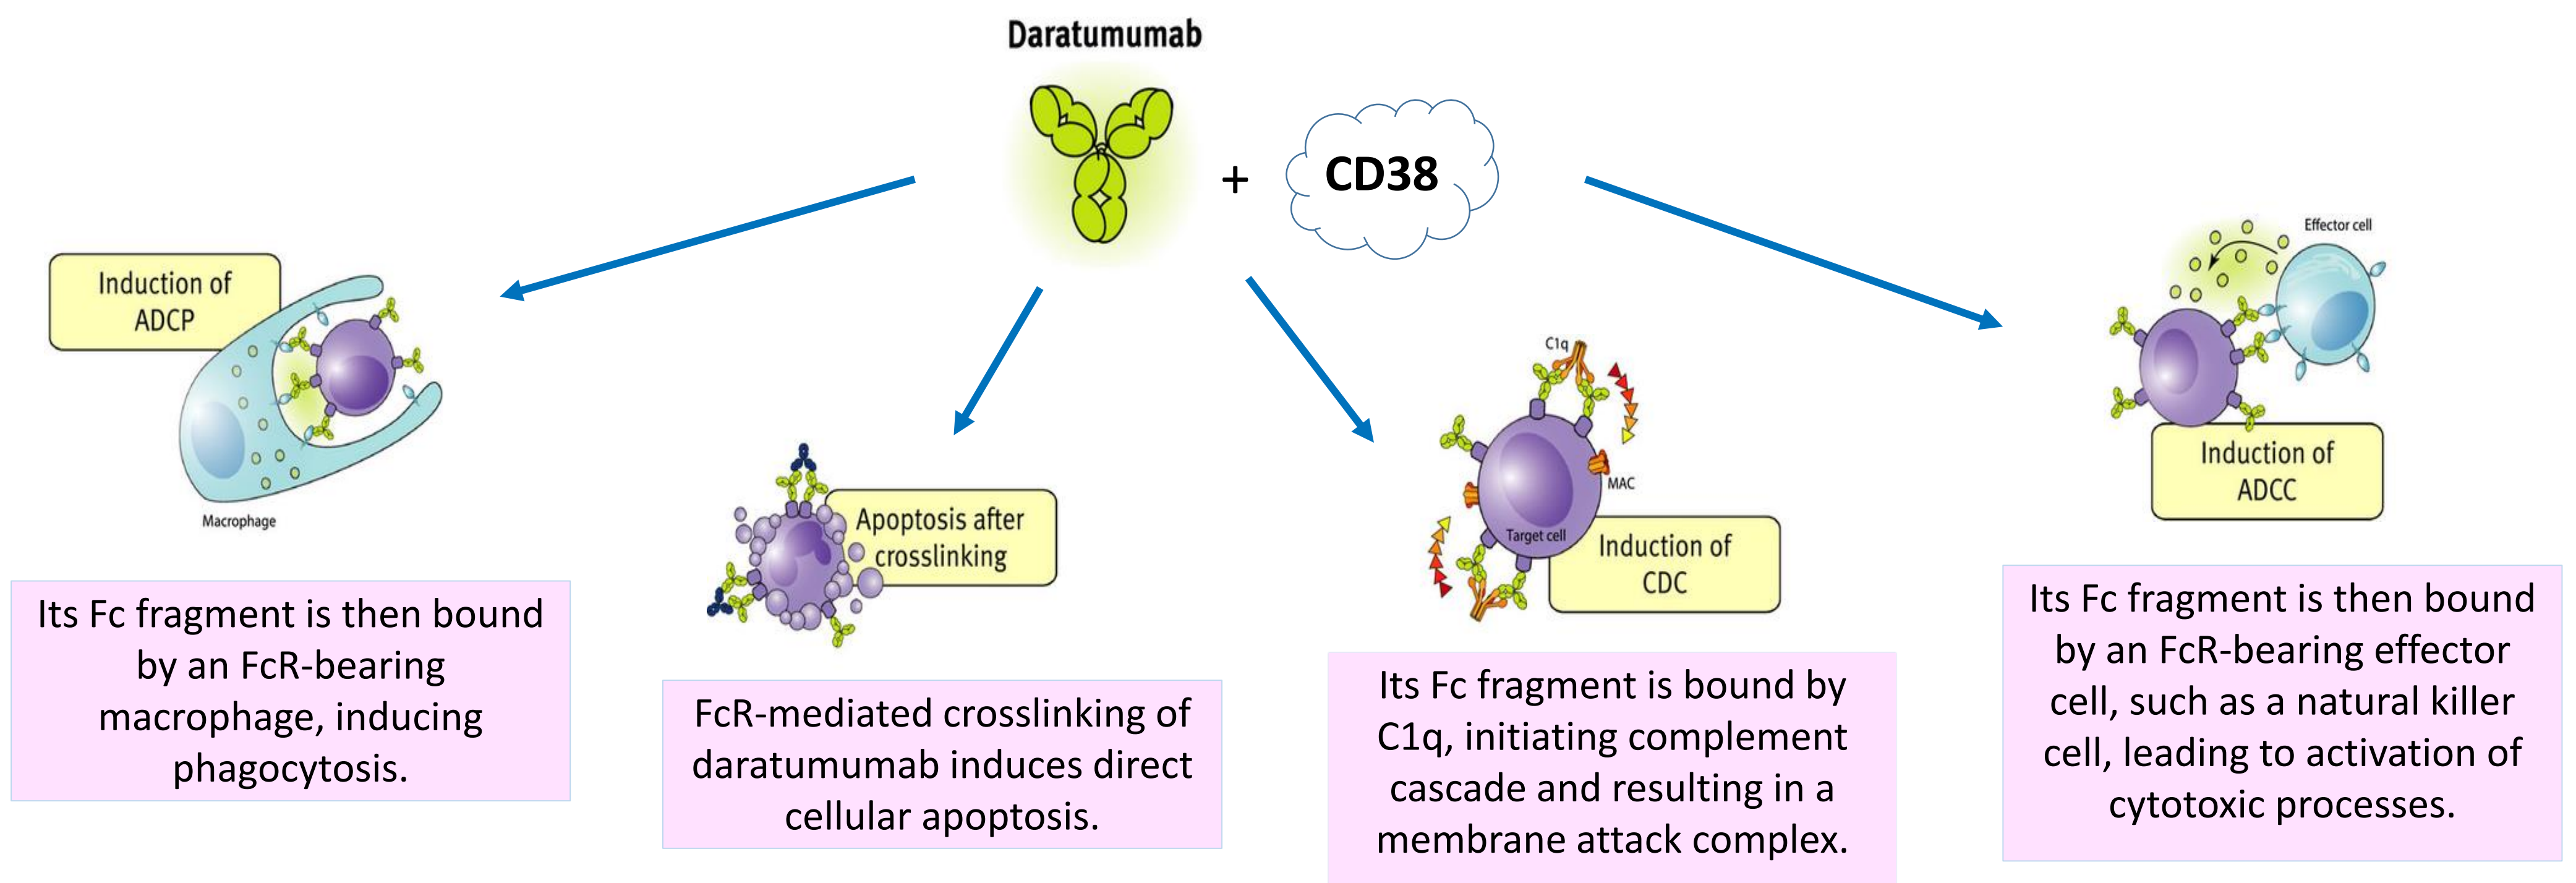 Daratumumab
+
CD38
Induction of
ADCP
Macrophage
Its Fc fragment is then bound
by an FcR-bearing
macrophage, inducing
phagocytosis.
Apoptosis after
crosslinking
FcR-mediated crosslinking of
daratumumab induces direct
cellular apoptosis.
C1q
MAC
Target cell
Induction of
CDC
Its Fc fragment is bound by
C1q, initiating complement
cascade and resulting in a
membrane attack complex.
Effector cell
Induction of
ADCC
Its Fc fragment is then bound
by an FcR-bearing effector
cell, such as a natural killer
cell, leading to activation of
cytotoxic processes.